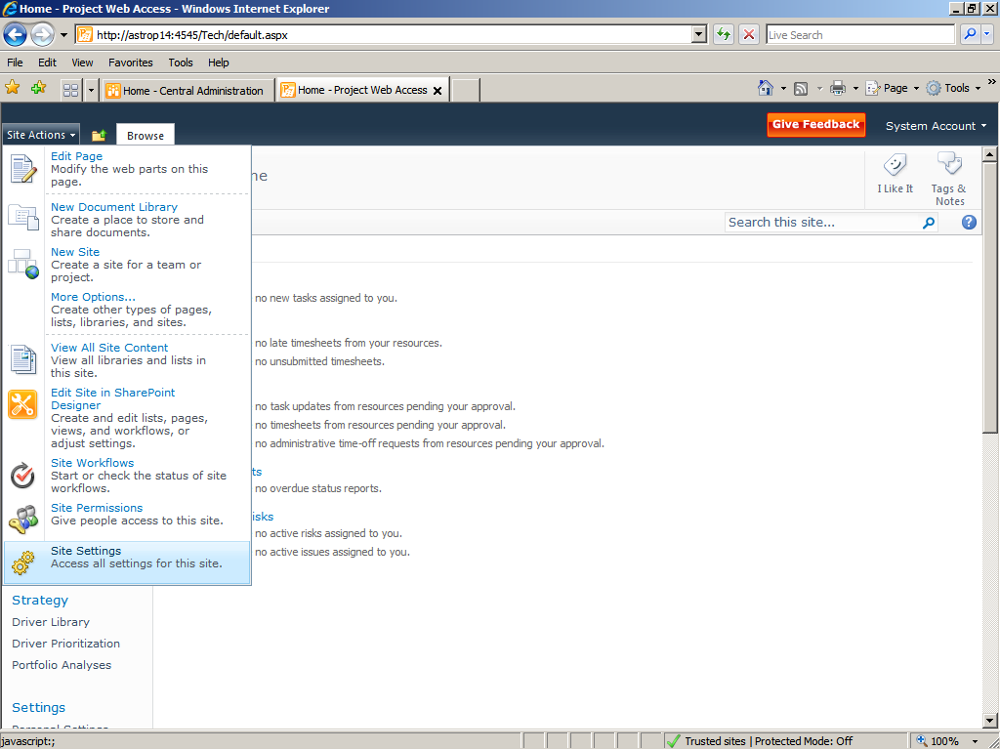 Home - Project Web Access - Windows Internet Explorer
http://astrop14:4545/Tech/default.aspx
Live Search
File Edit View Favorites Tools Help
Home - Central Administration
Home - Project Web Access
Page Tools
Site Actions
Browse
Give Feedback
System Account
Edit Page
Modify the web parts on this
page.
me
I Like It
Tags &
Notes
New Document Library
Create a place to store and
share documents.
Search this site...
New Site
Create a site for a team or
project.
More Options...
Create other types of pages,
lists, libraries, and sites.
View All Site Content
View all libraries and lists in
this site.
Edit Site in SharePoint
Designer
Create and edit lists, pages,
views, and workflows, or
adjust settings.
Site Workflows
Start or check the status of site
workflows.
Site Permissions
Give people access to this site.
Site Settings
Access all settings for this site.
no new tasks assigned to you.
no late timesheets from your resources.
no unsubmitted timesheets.
no task updates from resources pending your approval.
no timesheets from resources pending your approval.
no administrative time-off requests from resources pending your approval.
ts
no overdue status reports.
isks
no active risks assigned to you.
no active issues assigned to you.
Strategy
Driver Library
Driver Prioritization
Portfolio Analyses
Settings
Personal Settings
javascript:;
Trusted sites | Protected Mode: Off
100%